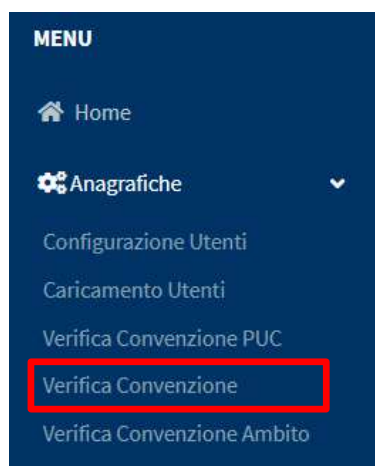 MENU
Home
Anagrafiche
Configurazione Utenti
Caricamento Utenti
Verifica Convenzione PUC
Verifica Convenzione
Verifica Convenzione Ambito